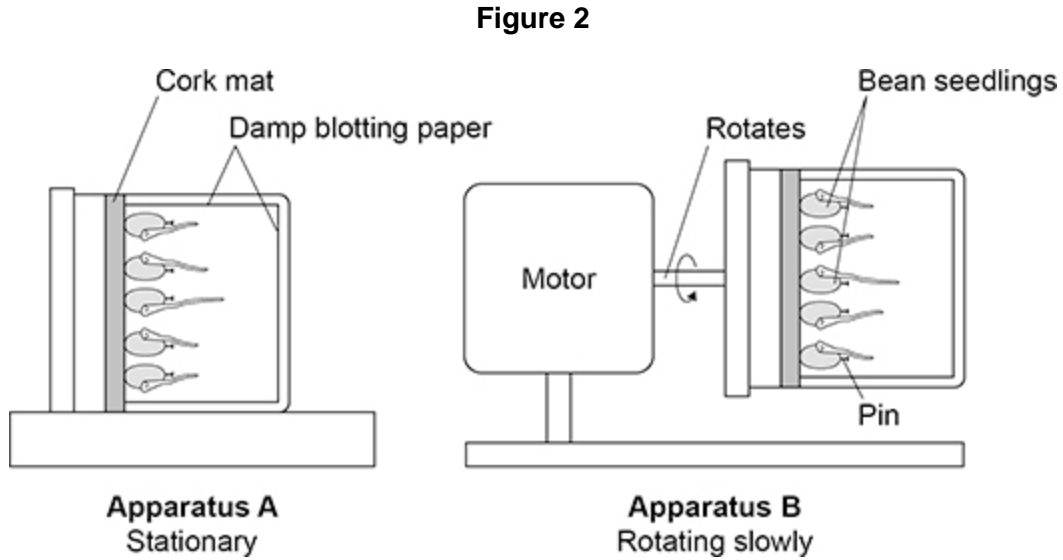 Figure 2
Cork mat
Damp blotting paper
Bean seedlings
Rotates
Motor
Pin
Apparatus A
Stationary
Apparatus B
Rotating slowly